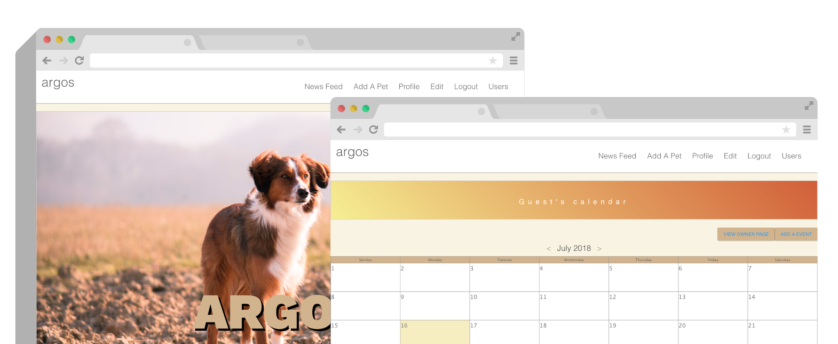 argos
News Feed Add A Pet Profile Edit Logout Users
ARGO
argos
News Feed Add A Pet Profile Edit Logout Users
Guest's calendar
VIEW OWNER PAGE ADD A EVENT
< July 2018 >
Sunday Monday Tuesday Wednesday Thursday Friday Saturday
1 2 3 4 5 6 7
8 9 10 11 12 13 14
15 16 17 18 19 20 21